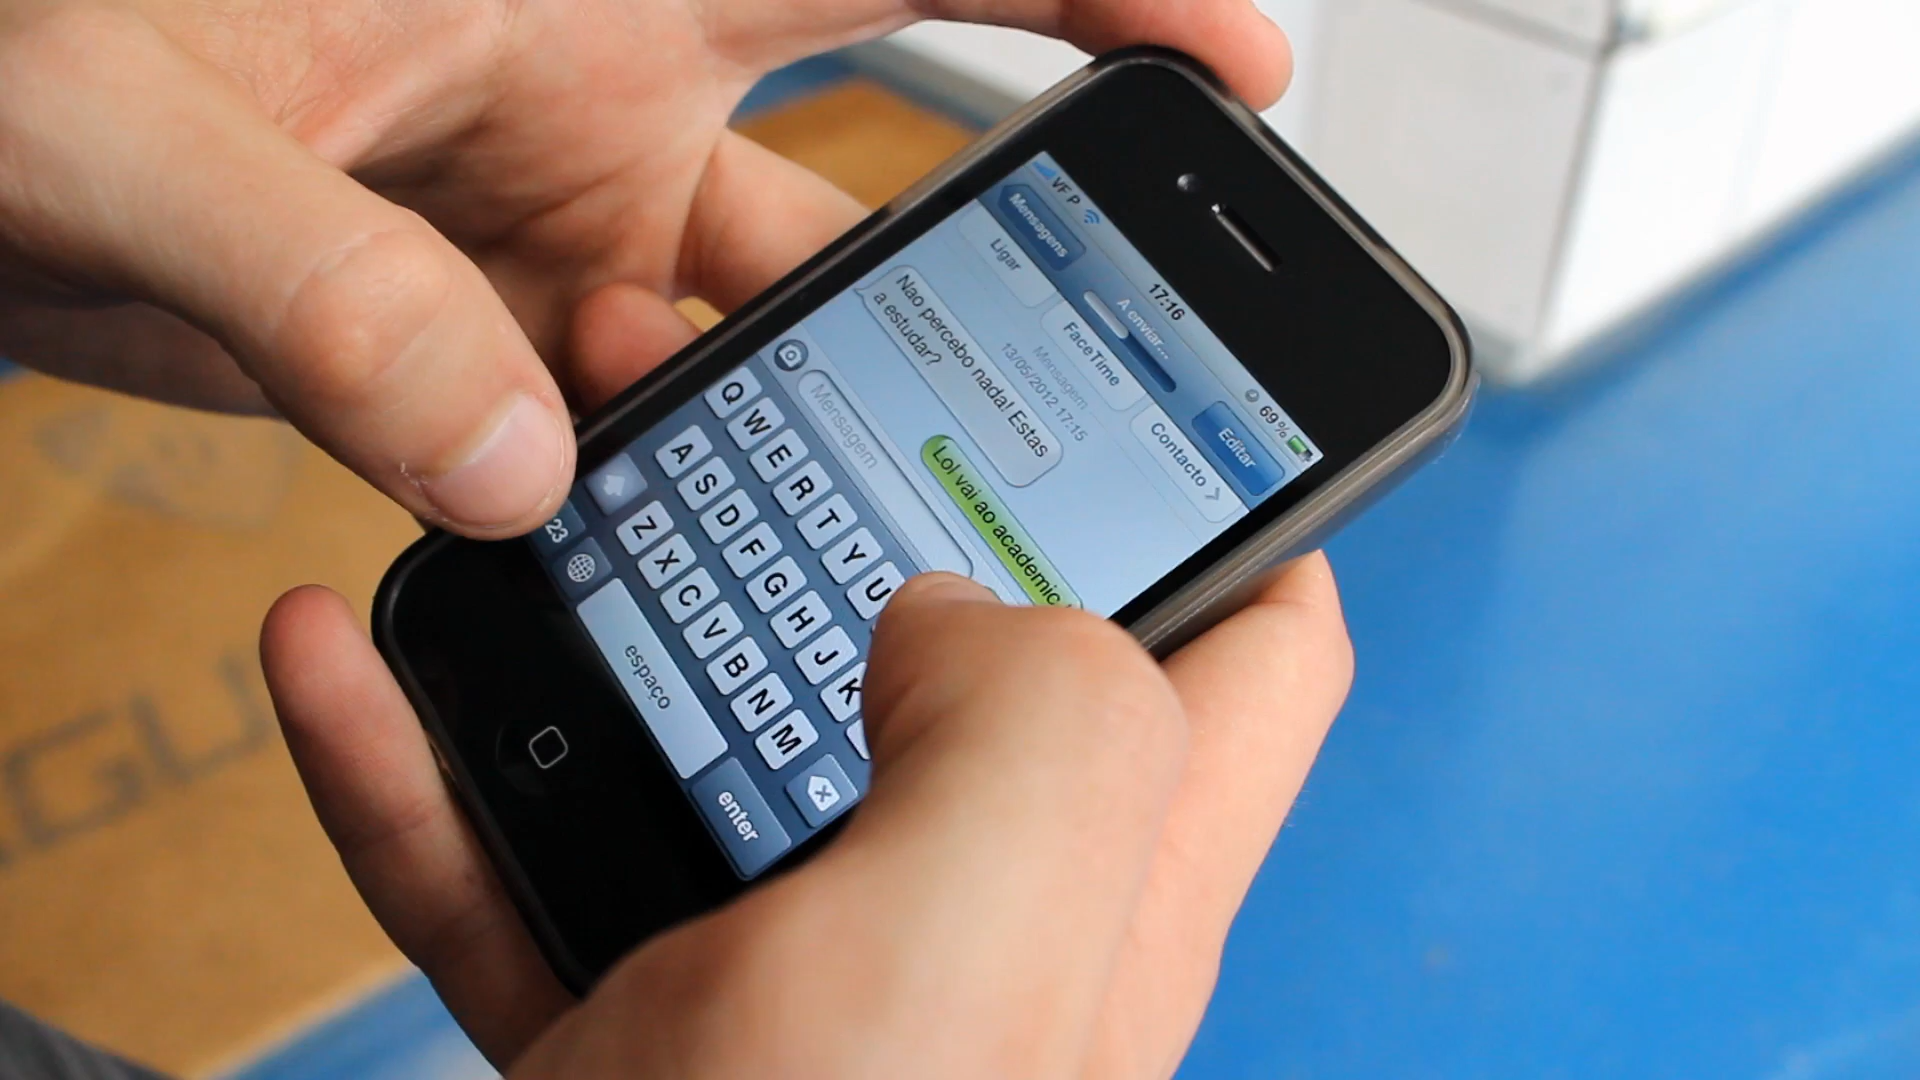 VF P 17:16 69%
Mensagens A enviar... Editar
Ligar FaceTime Contacto
Nao percebo nada! Estas
a estudar?
Mensagem
13/05/2012 17:15
Lol vai ao academic
Mensagem
Q W E R T Y U
A S D F G H J K
Z X C V B N M
23
espaço
enter